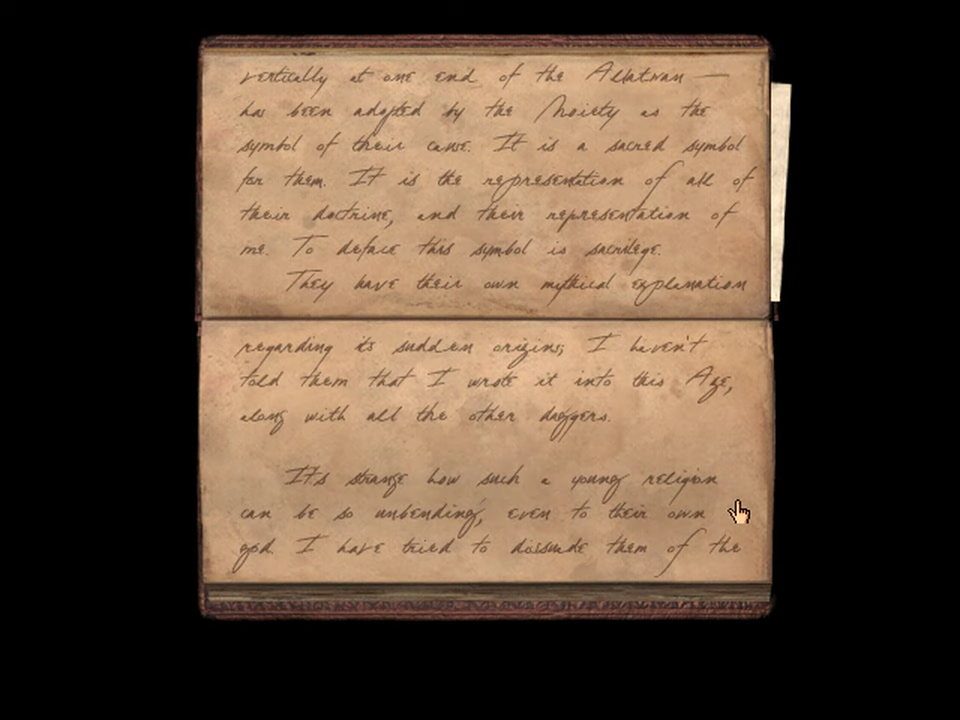 vertically at one end of the Allatwan —
has been adopted by the Moiety as the
symbol of their cause. It is a sacred symbol
for them. It is the representation of all of
their doctrine, and their representation of
me. To deface this symbol is sacrilege.
They have their own mythical explanation
regarding its sudden origins; I haven't
told them that I wrote it into this Age,
along with all the other daggers.
It's strange how such a young religion
can be so unbending, even to their own
god. I have tried to dissuade them of the